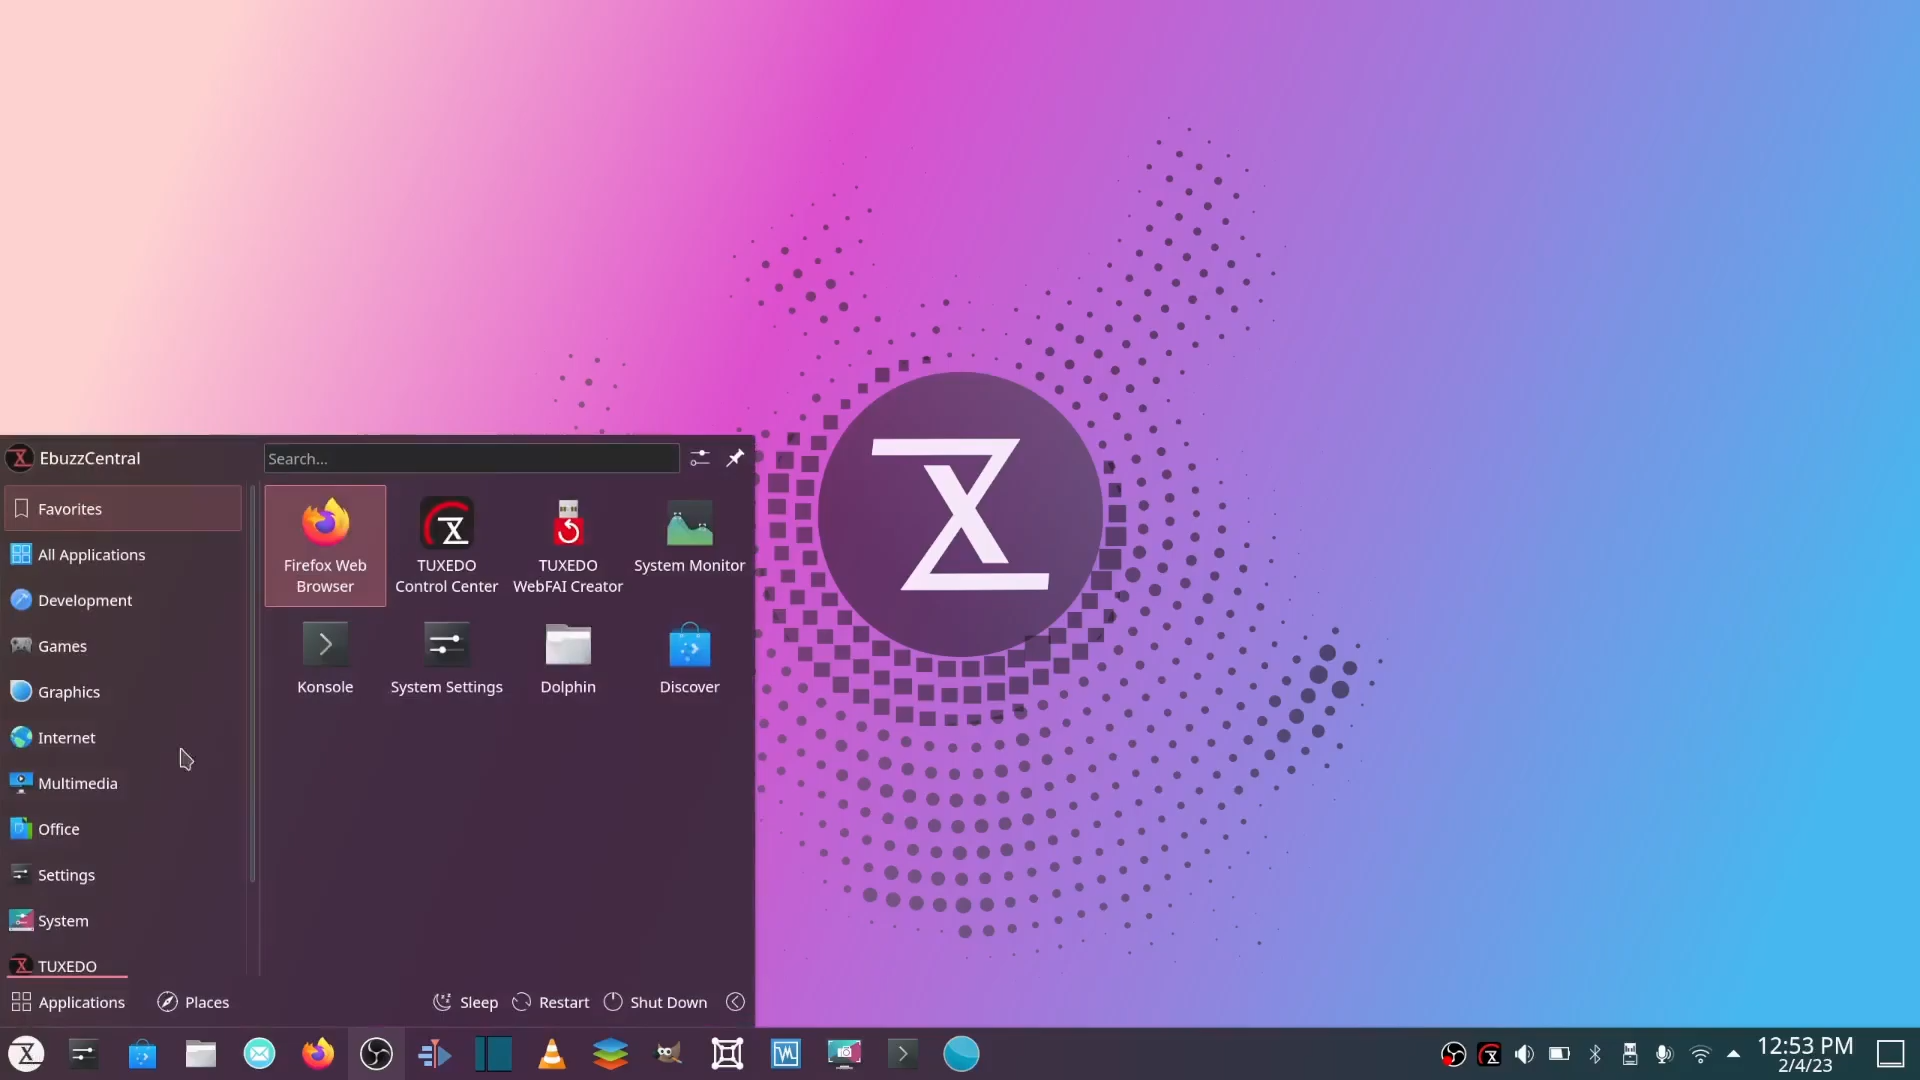 EbuzzCentral
Search...
Favorites
All Applications
Development
Games
Graphics
Internet
Multimedia
Office
Settings
System
TUXEDO
Firefox Web
Browser
TUXEDO
Control Center
TUXEDO
WebFAI Creator
System Monitor
Konsole
System Settings
Dolphin
Discover
Applications
Places
Sleep
Restart
Shut Down
12:53 PM
2/4/23